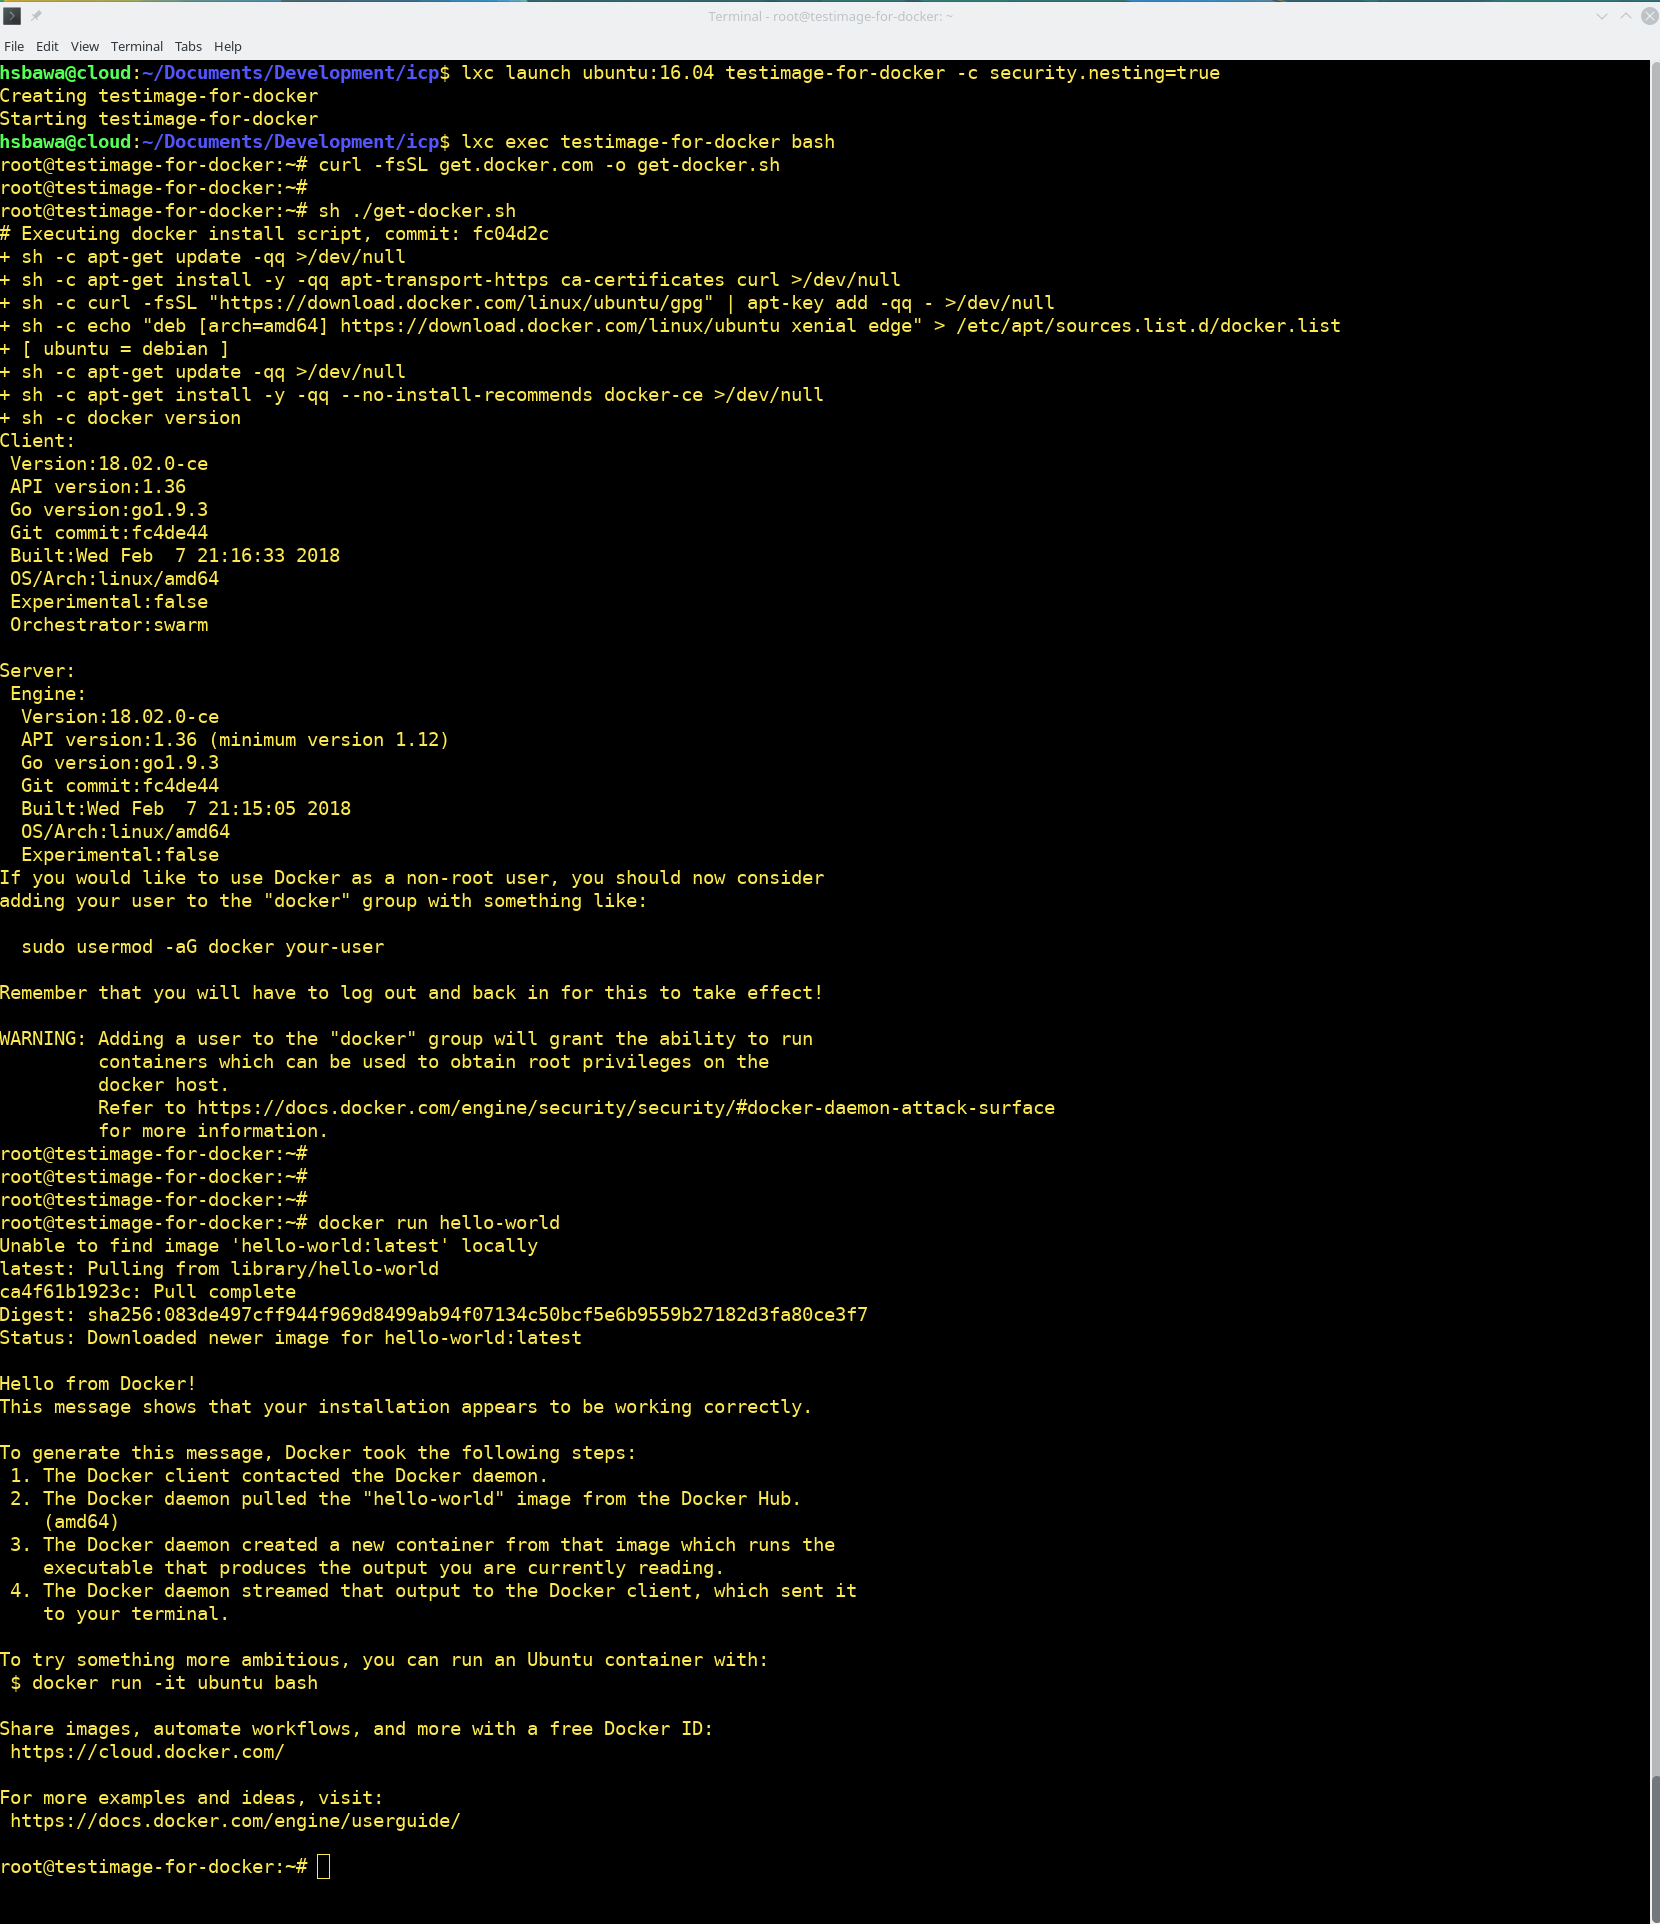 Terminal - root@testimage-for-docker: ~
File Edit View Terminal Tabs Help
hsbawa@cloud:~/Documents/Development/icp$ lxc launch ubuntu:16.04 testimage-for-docker -c security.nesting=true
Creating testimage-for-docker
Starting testimage-for-docker
hsbawa@cloud:~/Documents/Development/icp$ lxc exec testimage-for-docker bash
root@testimage-for-docker:~# curl -fsSL get.docker.com -o get-docker.sh
root@testimage-for-docker:~#
root@testimage-for-docker:~# sh ./get-docker.sh
# Executing docker install script, commit: fc04d2c
+ sh -c apt-get update -qq >/dev/null
+ sh -c apt-get install -y -qq apt-transport-https ca-certificates curl >/dev/null
+ sh -c curl -fsSL "https://download.docker.com/linux/ubuntu/gpg" | apt-key add -qq - >/dev/null
+ sh -c echo "deb [arch=amd64] https://download.docker.com/linux/ubuntu xenial edge" > /etc/apt/sources.list.d/docker.list
+ [ ubuntu = debian ]
+ sh -c apt-get update -qq >/dev/null
+ sh -c apt-get install -y -qq --no-install-recommends docker-ce >/dev/null
+ sh -c docker version
Client:
 Version:18.02.0-ce
 API version:1.36
 Go version:go1.9.3
 Git commit:fc4de44
 Built:Wed Feb  7 21:16:33 2018
 OS/Arch:linux/amd64
 Experimental:false
 Orchestrator:swarm

Server:
 Engine:
  Version:18.02.0-ce
  API version:1.36 (minimum version 1.12)
  Go version:go1.9.3
  Git commit:fc4de44
  Built:Wed Feb  7 21:15:05 2018
  OS/Arch:linux/amd64
  Experimental:false
If you would like to use Docker as a non-root user, you should now consider
adding your user to the "docker" group with something like:

  sudo usermod -aG docker your-user

Remember that you will have to log out and back in for this to take effect!

WARNING: Adding a user to the "docker" group will grant the ability to run
         containers which can be used to obtain root privileges on the
         docker host.
         Refer to https://docs.docker.com/engine/security/security/#docker-daemon-attack-surface
         for more information.
root@testimage-for-docker:~#
root@testimage-for-docker:~#
root@testimage-for-docker:~#
root@testimage-for-docker:~# docker run hello-world
Unable to find image 'hello-world:latest' locally
latest: Pulling from library/hello-world
ca4f61b1923c: Pull complete
Digest: sha256:083de497cff944f969d8499ab94f07134c50bcf5e6b9559b27182d3fa80ce3f7
Status: Downloaded newer image for hello-world:latest

Hello from Docker!
This message shows that your installation appears to be working correctly.

To generate this message, Docker took the following steps:
 1. The Docker client contacted the Docker daemon.
 2. The Docker daemon pulled the "hello-world" image from the Docker Hub.
    (amd64)
 3. The Docker daemon created a new container from that image which runs the
    executable that produces the output you are currently reading.
 4. The Docker daemon streamed that output to the Docker client, which sent it
    to your terminal.

To try something more ambitious, you can run an Ubuntu container with:
 $ docker run -it ubuntu bash

Share images, automate workflows, and more with a free Docker ID:
 https://cloud.docker.com/

For more examples and ideas, visit:
 https://docs.docker.com/engine/userguide/

root@testimage-for-docker:~#